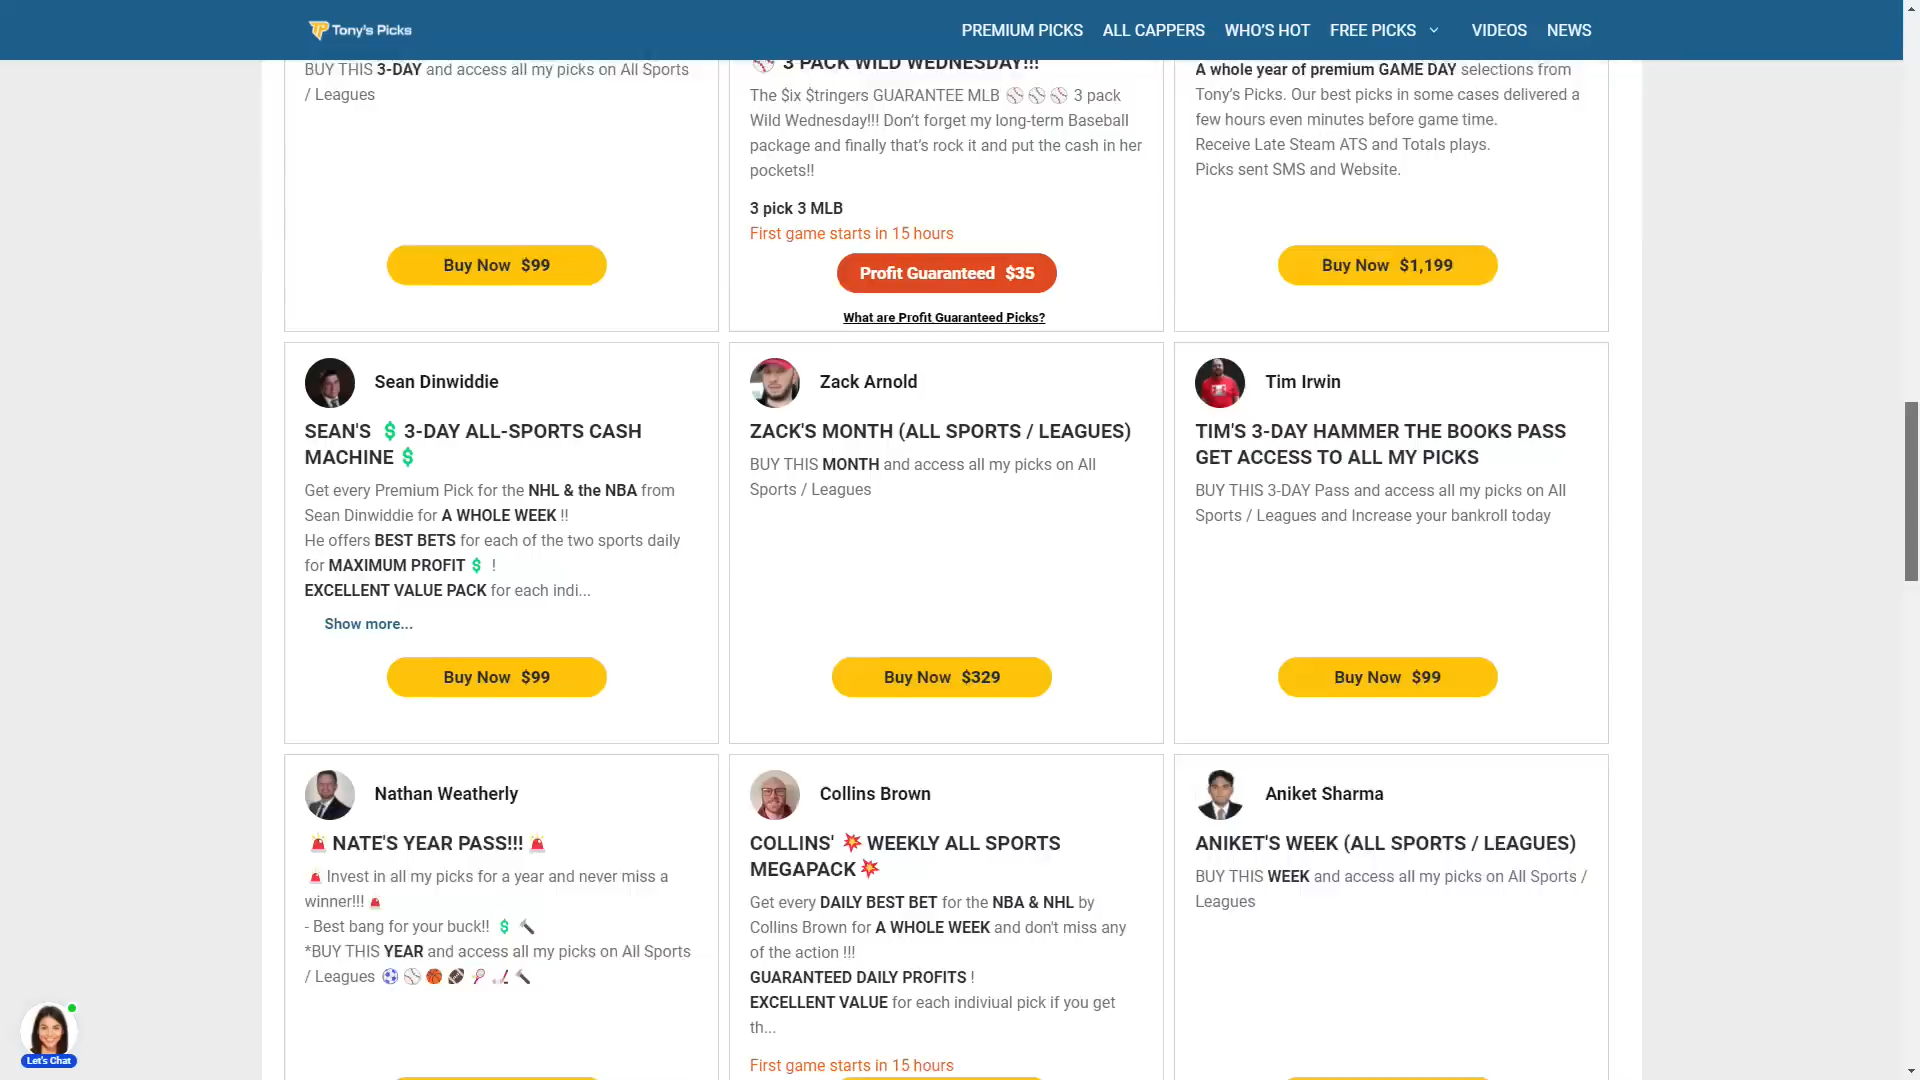 Tony's Picks
PREMIUM PICKS
ALL CAPPERS
WHO'S HOT
FREE PICKS
VIDEOS
NEWS
BUY THIS 3-DAY and access all my picks on All Sports
/ Leagues
Buy Now $99
3 PACK WILD WEDNESDAY!!!
The $ix $tringers GUARANTEE MLB ⚾⚾⚾ 3 pack
Wild Wednesday!!! Don't forget my long-term Baseball
package and finally that's rock it and put the cash in her
pockets!!
3 pick 3 MLB
First game starts in 15 hours
Profit Guaranteed $35
What are Profit Guaranteed Picks?
A whole year of premium GAME DAY selections from
Tony's Picks. Our best picks in some cases delivered a
few hours even minutes before game time.
Receive Late Steam ATS and Totals plays.
Picks sent SMS and Website.
Buy Now $1,199
Sean Dinwiddie
SEAN'S 💲 3-DAY ALL-SPORTS CASH
MACHINE 💲
Get every Premium Pick for the NHL & the NBA from
Sean Dinwiddie for A WHOLE WEEK !!
He offers BEST BETS for each of the two sports daily
for MAXIMUM PROFIT 💲 !
EXCELLENT VALUE PACK for each indi...
Show more...
Buy Now $99
Zack Arnold
ZACK'S MONTH (ALL SPORTS / LEAGUES)
BUY THIS MONTH and access all my picks on All
Sports / Leagues
Buy Now $329
Tim Irwin
TIM'S 3-DAY HAMMER THE BOOKS PASS
GET ACCESS TO ALL MY PICKS
BUY THIS 3-DAY Pass and access all my picks on All
Sports / Leagues and Increase your bankroll today
Buy Now $99
Nathan Weatherly
🚨 NATE'S YEAR PASS!!! 🚨
🚨 Invest in all my picks for a year and never miss a
winner!!! 🚨
- Best bang for your buck!! 💲 🔨
*BUY THIS YEAR and access all my picks on All Sports
/ Leagues ⚽⚾🏀🏈🎾🏒🔨
Collins Brown
COLLINS' 💥 WEEKLY ALL SPORTS
MEGAPACK 💥
Get every DAILY BEST BET for the NBA & NHL by
Collins Brown for A WHOLE WEEK and don't miss any
of the action !!!
GUARANTEED DAILY PROFITS !
EXCELLENT VALUE for each indiviual pick if you get
th...
First game starts in 15 hours
Aniket Sharma
ANIKET'S WEEK (ALL SPORTS / LEAGUES)
BUY THIS WEEK and access all my picks on All Sports /
Leagues
Let's Chat